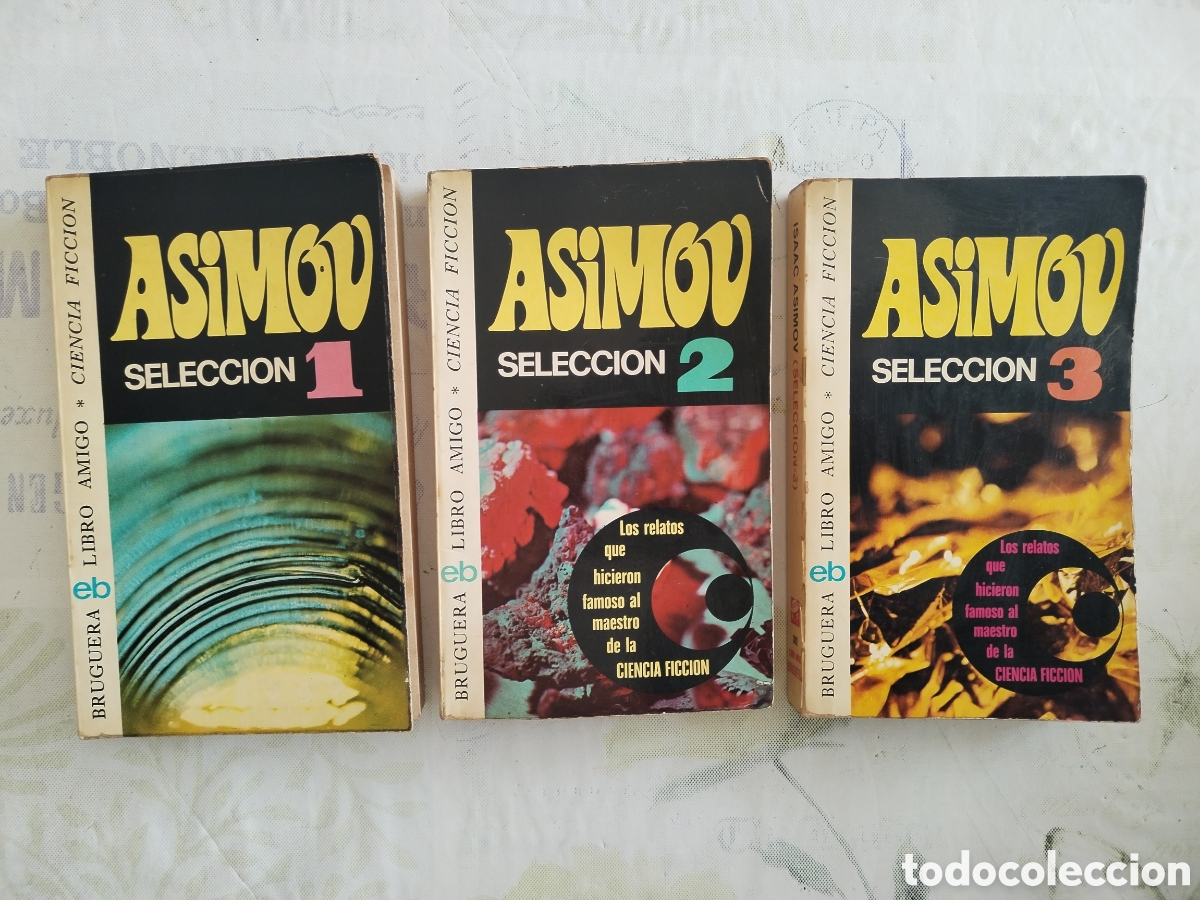 BRUGUERA eb LIBRO AMIGO * CIENCIA FICCION
ASiMOV
SELECCION 1
BRUGUERA eb LIBRO AMIGO * CIENCIA FICCION
ASiMOV
SELECCION 2
Los relatos
que
hicieron
famoso al
maestro
de la
CIENCIA FICCION
ISAAC ASIMOV (SELECCION-3)
BRUGUERA eb LIBRO AMIGO * CIENCIA FICCION
ASiMOV
SELECCION 3
Los relatos
que
hicieron
famoso al
maestro
de la
CIENCIA FICCION
todocoleccion